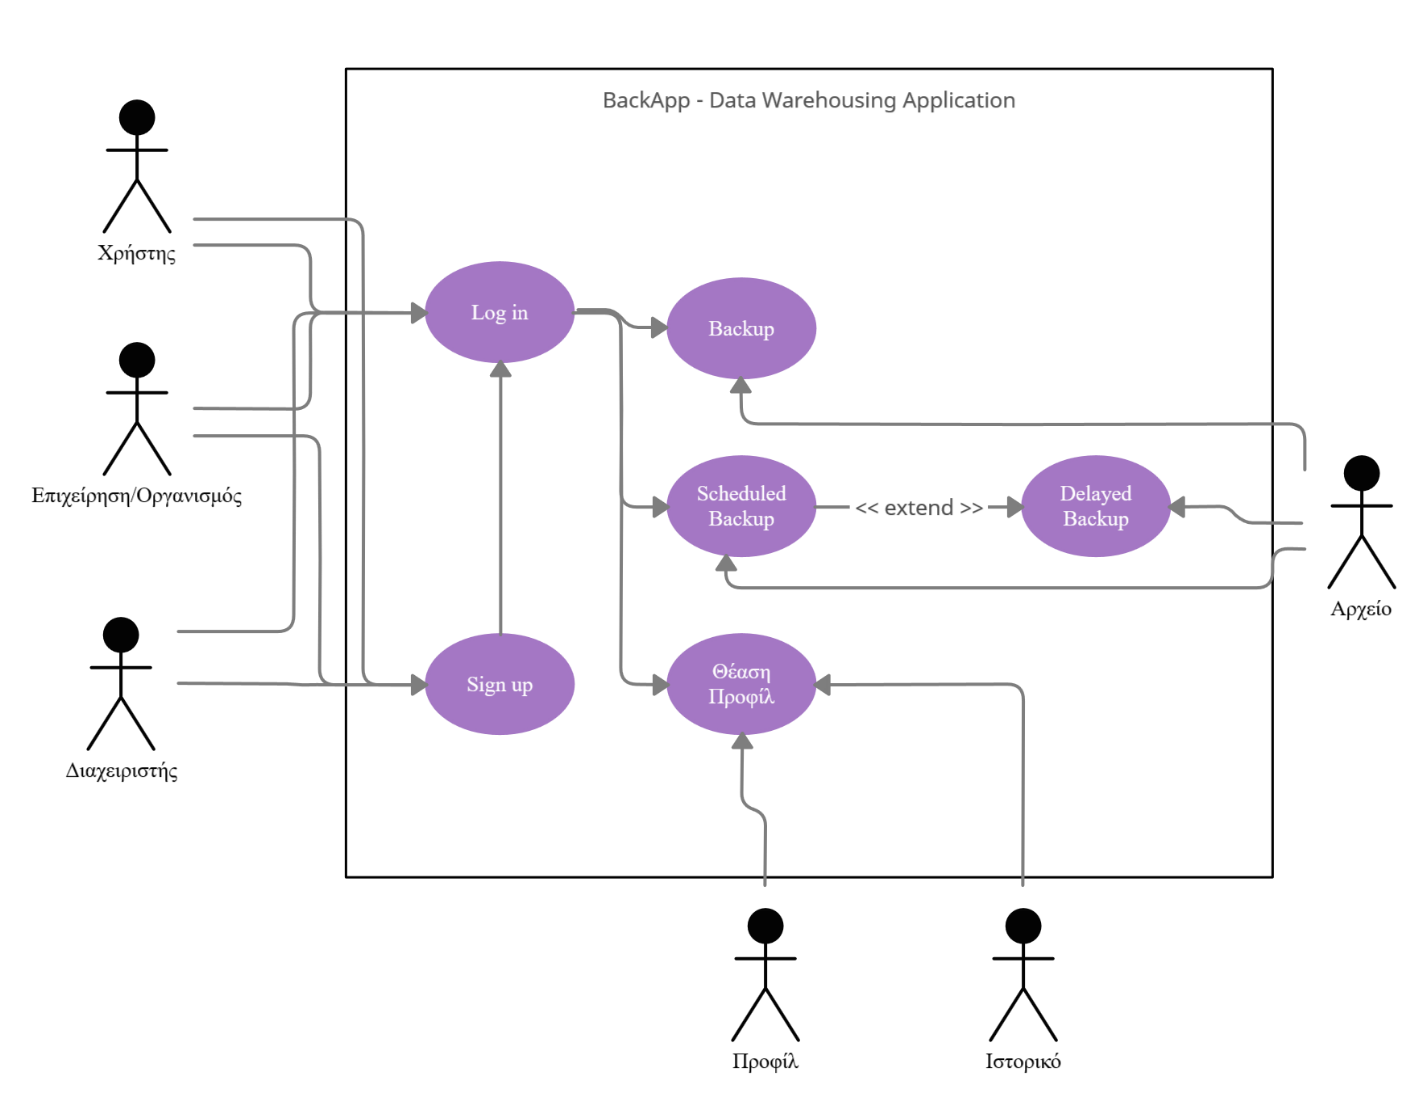 BackApp - Data Warehousing Application
Χρήστης
Log in
Backup
Επιχείρηση/Οργανισμός
Scheduled
Backup
<< extend >>
Delayed
Backup
Αρχείο
Sign up
Θέαση
Προφίλ
Διαχειριστής
Προφίλ
Ιστορικό